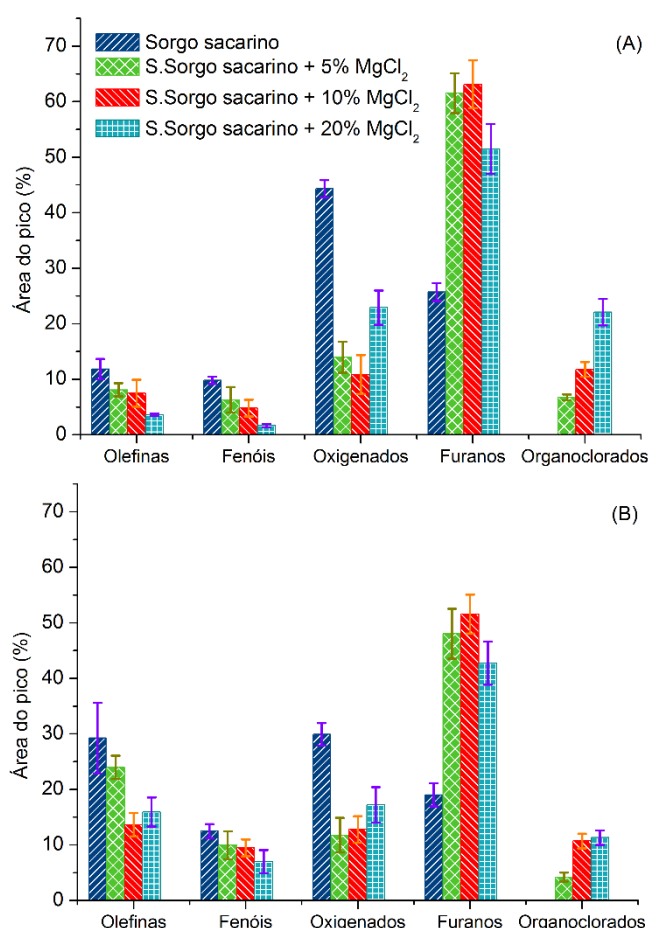 (A)
Sorgo sacarino
S.Sorgo sacarino + 5% MgCl₂
S.Sorgo sacarino + 10% MgCl₂
S.Sorgo sacarino + 20% MgCl₂
Área do pico (%)
70
60
50
40
30
20
10
0
Olefinas Fenóis Oxigenados Furanos Organoclorados
(B)
Área do pico (%)
70
60
50
40
30
20
10
0
Olefinas Fenóis Oxigenados Furanos Organoclorados